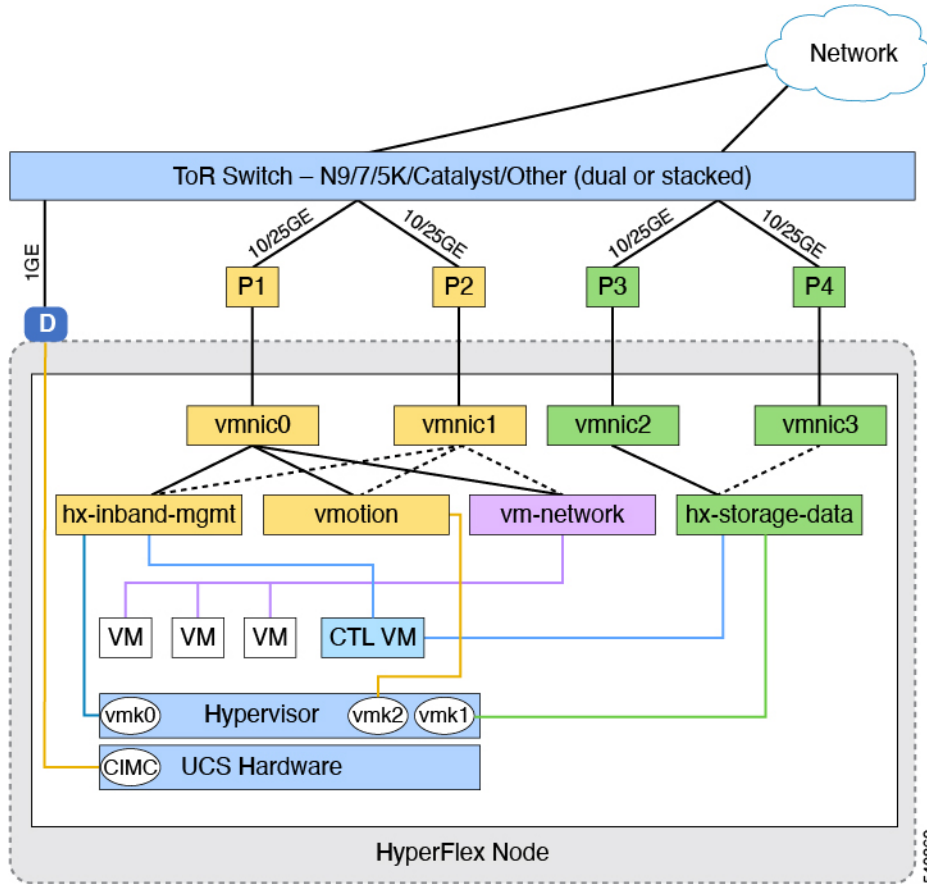 Network
ToR Switch – N9/7/5K/Catalyst/Other (dual or stacked)
1GE
10/25GE
10/25GE
10/25GE
10/25GE
P1
P2
P3
P4
D
vmnic0
vmnic1
vmnic2
vmnic3
hx-inband-mgmt
vmotion
vm-network
hx-storage-data
VM
VM
VM
CTL VM
vmk0
Hypervisor
vmk2
vmk1
CIMC
UCS Hardware
HyperFlex Node